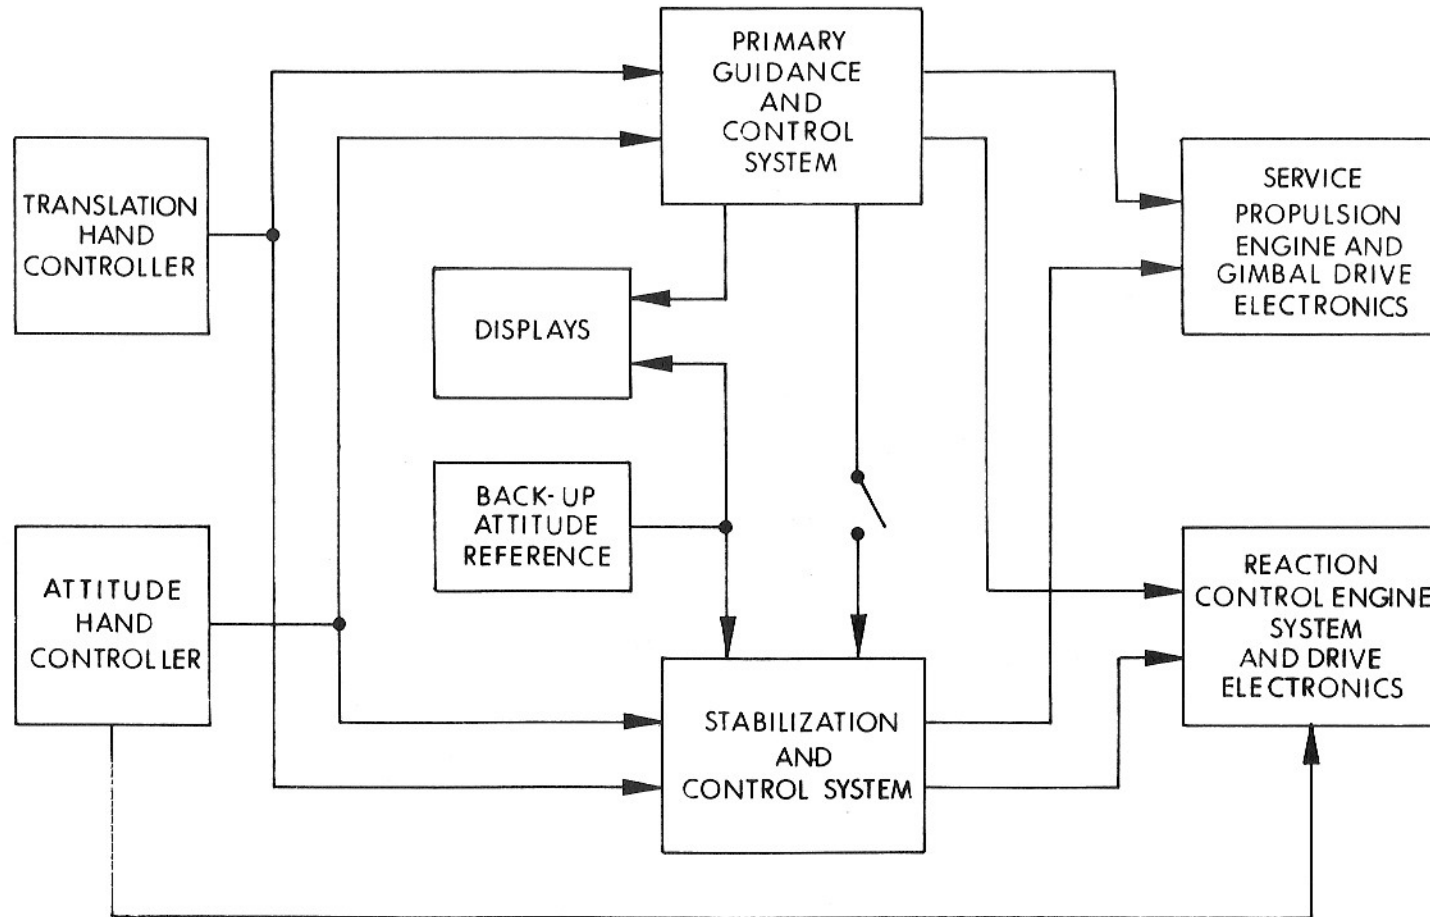 PRIMARY
GUIDANCE
AND
CONTROL
SYSTEM
TRANSLATION
HAND
CONTROLLER
SERVICE
PROPULSION
ENGINE AND
GIMBAL DRIVE
ELECTRONICS
DISPLAYS
BACK-UP
ATTITUDE
REFERENCE
ATTITUDE
HAND
CONTROLLER
REACTION
CONTROL ENGINE
SYSTEM
AND DRIVE
ELECTRONICS
STABILIZATION
AND
CONTROL SYSTEM